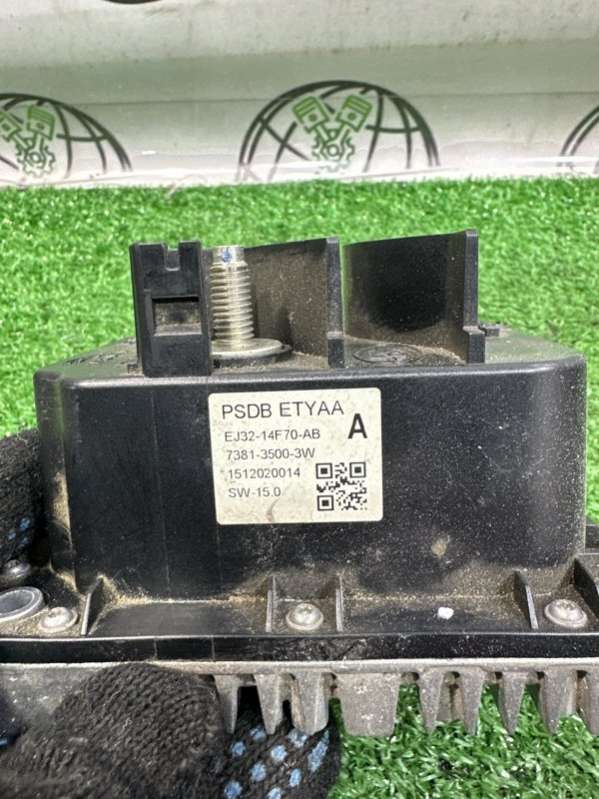 PSDB ETYAA
EJ32-14F70-AB
A
7381-3500-3W
1512020014
SW-15.0